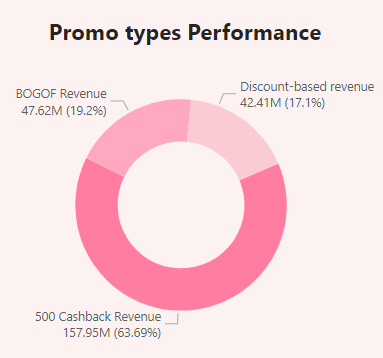 Promo types Performance
BOGOF Revenue
47.62M (19.2%)
Discount-based revenue
42.41M (17.1%)
500 Cashback Revenue
157.95M (63.69%)